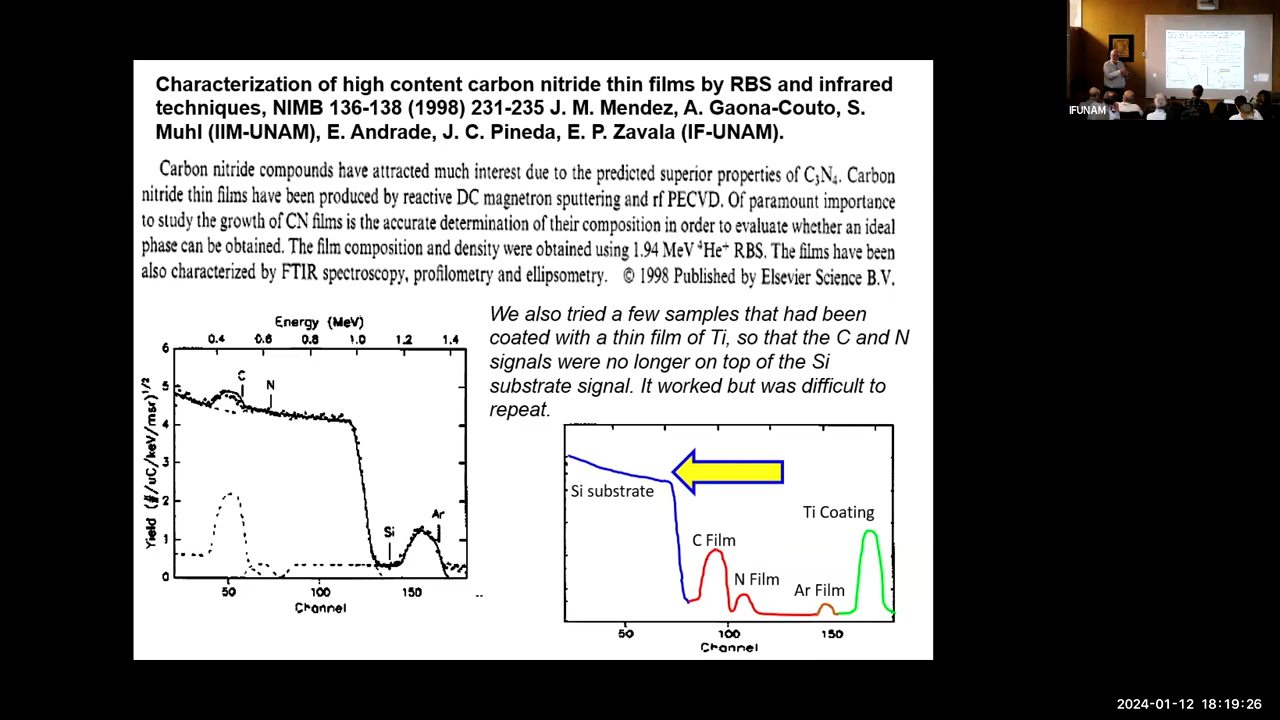 Characterization of high content carbon nitride thin films by RBS and infrared
techniques, NIMB 136-138 (1998) 231-235 J. M. Mendez, A. Gaona-Couto, S.
Muhl (IIM-UNAM), E. Andrade, J. C. Pineda, E. P. Zavala (IF-UNAM).
Carbon nitride compounds have attracted much interest due to the predicted superior properties of C₃N₄. Carbon
nitride thin films have been produced by reactive DC magnetron sputtering and rf PECVD. Of paramount importance
to study the growth of CN films is the accurate determination of their composition in order to evaluate whether an ideal
phase can be obtained. The film composition and density were obtained using 1.94 MeV ⁴He⁺ RBS. The films have been
also characterized by FTIR spectroscopy, profilometry and ellipsometry. © 1998 Published by Elsevier Science B.V.
We also tried a few samples that had been
coated with a thin film of Ti, so that the C and N
signals were no longer on top of the Si
substrate signal. It worked but was difficult to
repeat.
Energy (MeV)
0.4 0.6 0.8 1.0 1.2 1.4
6
5
4
3
2
1
0
Yield (#/uC/keV/msr)^1/2
C
N
Si
Ar
50 100 150
Channel
Si substrate
Ti Coating
C Film
N Film
Ar Film
50 100 150
Channel
IFUNAM
2024-01-12 18:19:26